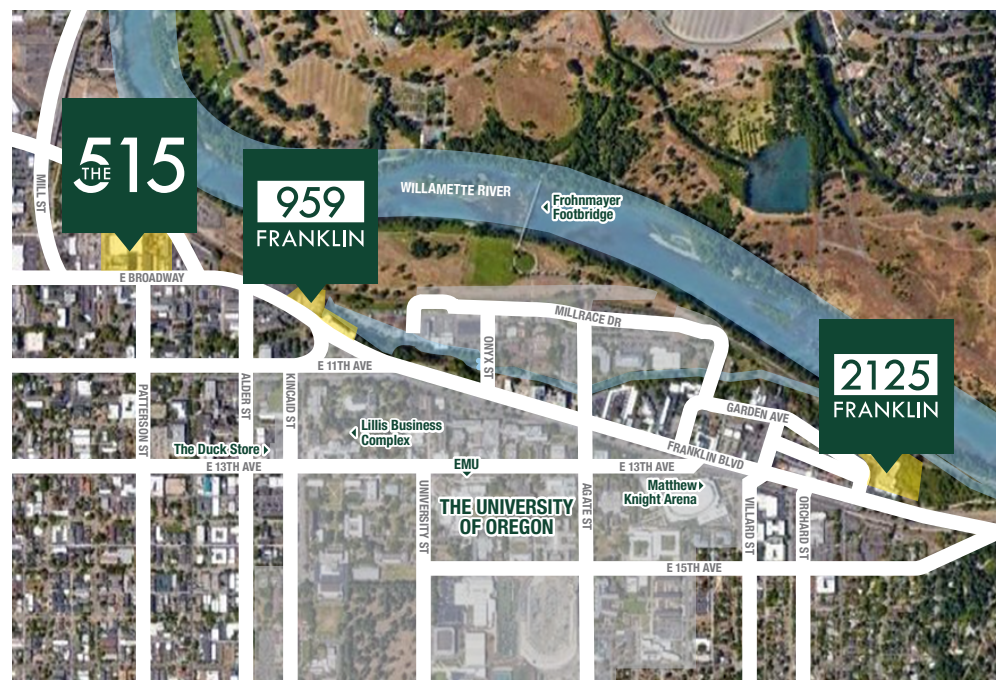 THE 515
959
FRANKLIN
WILLAMETTE RIVER
Frohnmayer
Footbridge
MILL ST
E BROADWAY
MILLRACE DR
ONYX ST
2125
FRANKLIN
E 11TH AVE
PATTERSON ST
ALDER ST
KINCAID ST
GARDEN AVE
Lillis Business
Complex
The Duck Store
FRANKLIN BLVD
E 13TH AVE
EMU
E 13TH AVE
Matthew
Knight Arena
UNIVERSITY ST
THE UNIVERSITY
OF OREGON
AGATE ST
VILLARD ST
ORCHARD ST
E 15TH AVE